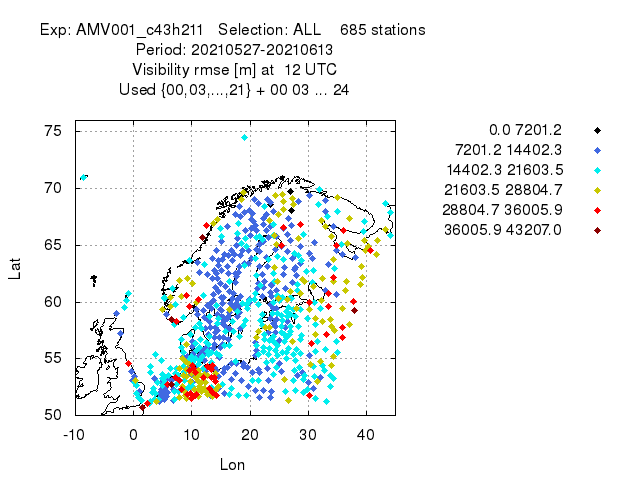 Exp: AMV001_c43h211 Selection: ALL 685 stations
Period: 20210527-20210613
Visibility rmse [m] at 12 UTC
Used {00,03,...,21} + 00 03 ... 24
0.0 7201.2
7201.2 14402.3
14402.3 21603.5
21603.5 28804.7
28804.7 36005.9
36005.9 43207.0
75
70
65
60
55
50
Lat
-10 0 10 20 30 40
Lon